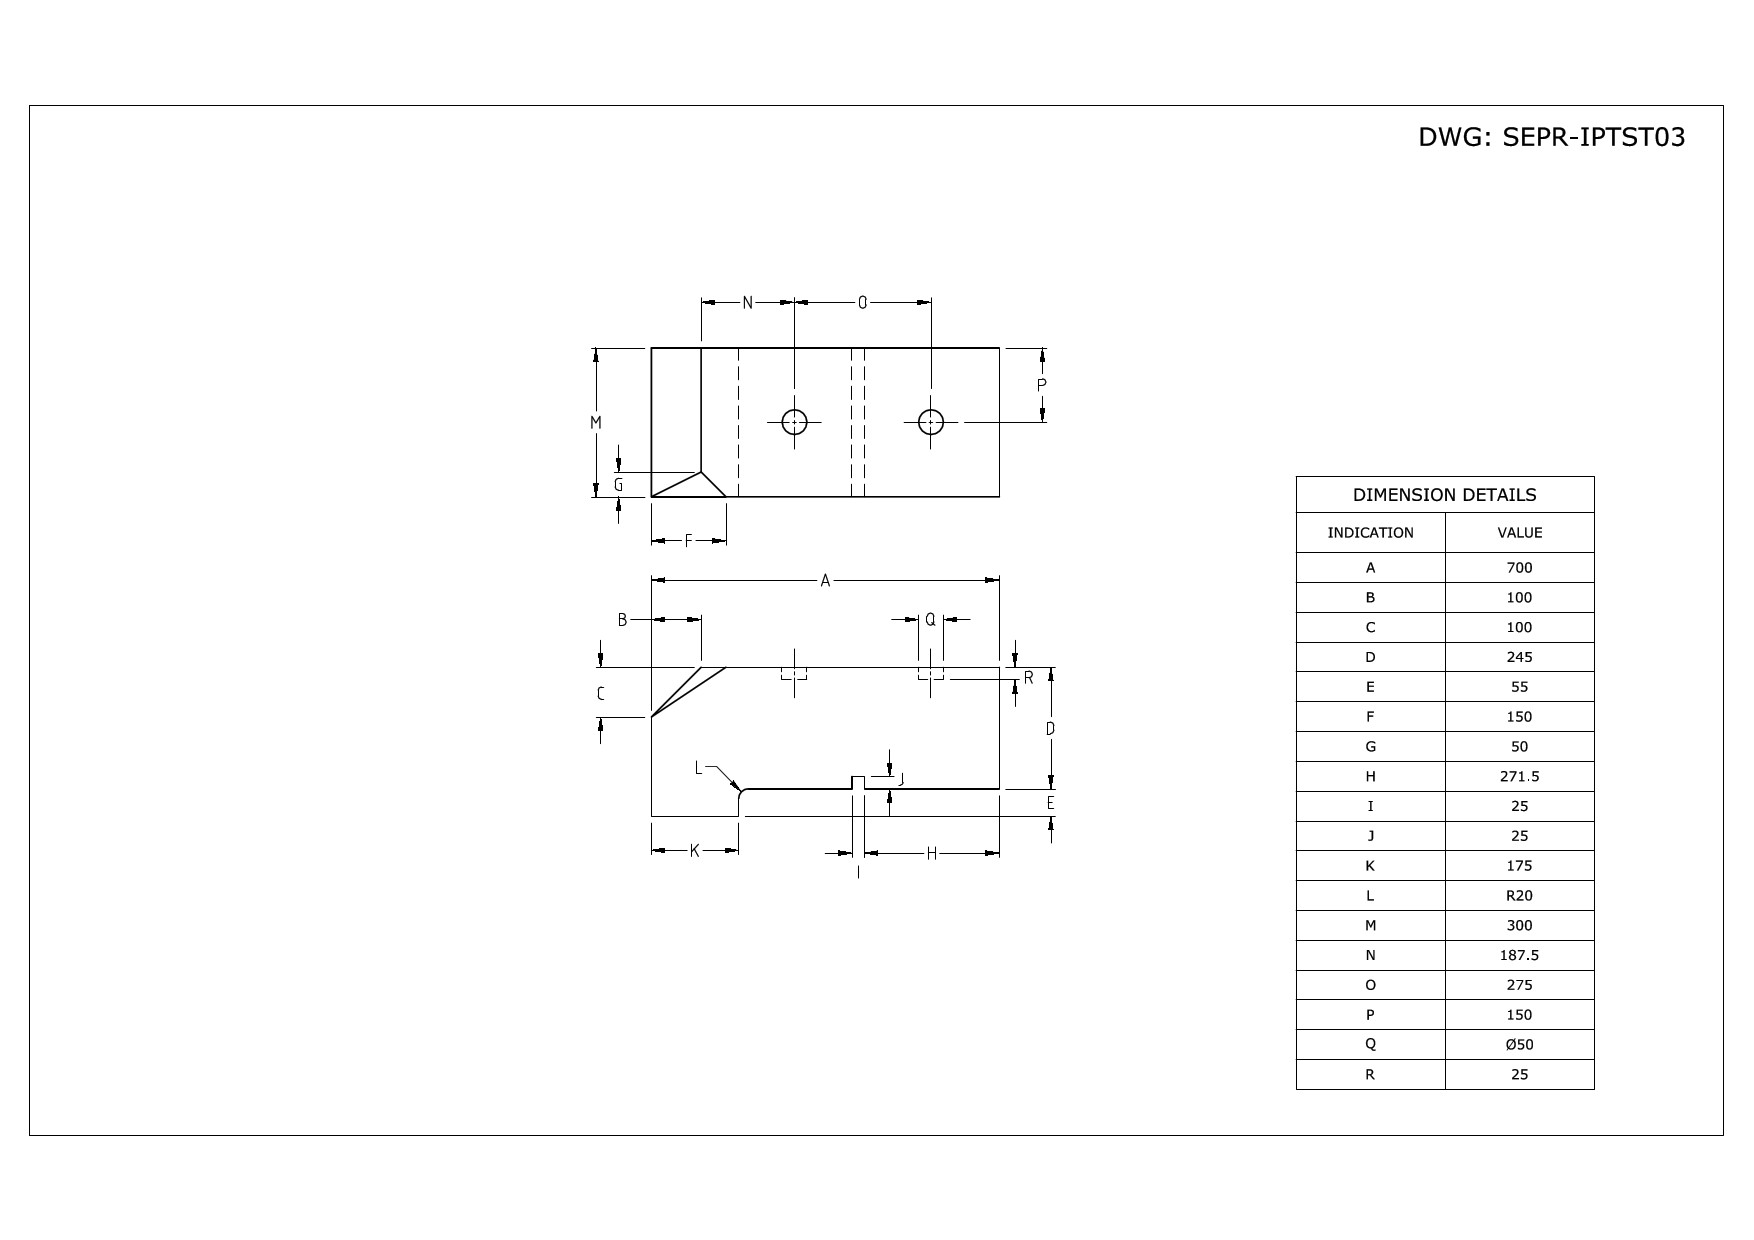 DWG: SEPR-IPTST03
N O
P
M
G
F
A
B Q
R
C
D
L
J
E
K H
I
DIMENSION DETAILS
INDICATION VALUE
A 700
B 100
C 100
D 245
E 55
F 150
G 50
H 271.5
I 25
J 25
K 175
L R20
M 300
N 187.5
O 275
P 150
Q Ø50
R 25